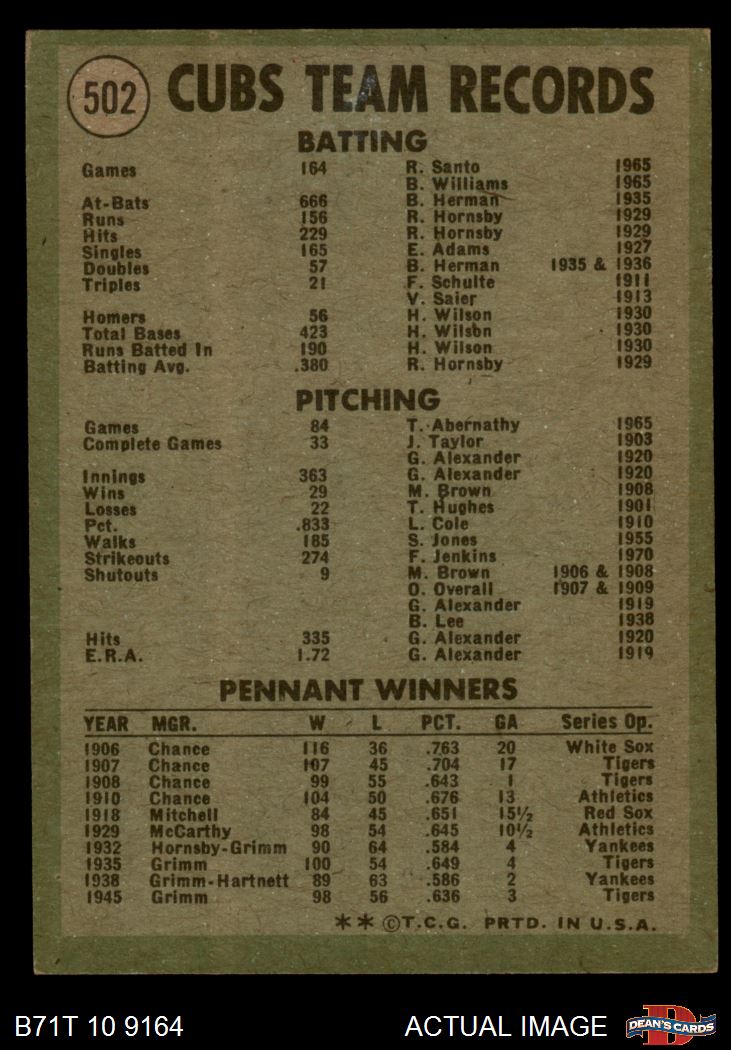 502 CUBS TEAM RECORDS
BATTING
Games 164 R. Santo 1965
B. Williams 1965
At-Bats 666 B. Herman 1935
Runs 156 R. Hornsby 1929
Hits 229 R. Hornsby 1929
Singles 165 E. Adams 1927
Doubles 57 B. Herman 1935 & 1936
Triples 21 F. Schulte 1911
V. Saier 1913
Homers 56 H. Wilson 1930
Total Bases 423 H. Wilson 1930
Runs Batted In 190 H. Wilson 1930
Batting Avg. .380 R. Hornsby 1929
PITCHING
Games 84 T. Abernathy 1965
Complete Games 33 J. Taylor 1903
G. Alexander 1920
Innings 363 G. Alexander 1920
Wins 29 M. Brown 1908
Losses 22 T. Hughes 1901
Pct. .833 L. Cole 1910
Walks 185 S. Jones 1955
Strikeouts 274 F. Jenkins 1970
Shutouts 9 M. Brown 1906 & 1908
O. Overall 1907 & 1909
G. Alexander 1919
B. Lee 1938
Hits 335 G. Alexander 1920
E.R.A. 1.72 G. Alexander 1919
PENNANT WINNERS
YEAR MGR. W L PCT. GA Series Op.
1906 Chance 116 36 .763 20 White Sox
1907 Chance 107 45 .704 17 Tigers
1908 Chance 99 55 .643 1 Tigers
1910 Chance 104 50 .676 13 Athletics
1918 Mitchell 84 45 .651 15½ Red Sox
1929 McCarthy 98 54 .645 10½ Athletics
1932 Hornsby-Grimm 90 64 .584 4 Yankees
1935 Grimm 100 54 .649 4 Tigers
1938 Grimm-Hartnett 89 63 .586 2 Yankees
1945 Grimm 98 56 .636 3 Tigers
** ©T.C.G. PRTD. IN U.S.A.
B71T 10 9164 ACTUAL IMAGE DEAN'S CARDS